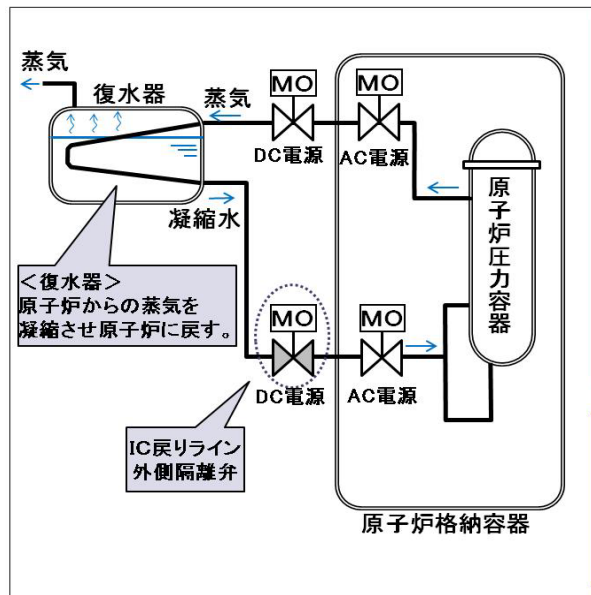 蒸気
復水器
蒸気
MO
MO
DC電源
AC電源
凝縮水
原子炉圧力容器
＜復水器＞
原子炉からの蒸気を
凝縮させ原子炉に戻す。
MO
MO
DC電源
AC電源
IC戻りライン
外側隔離弁
原子炉格納容器